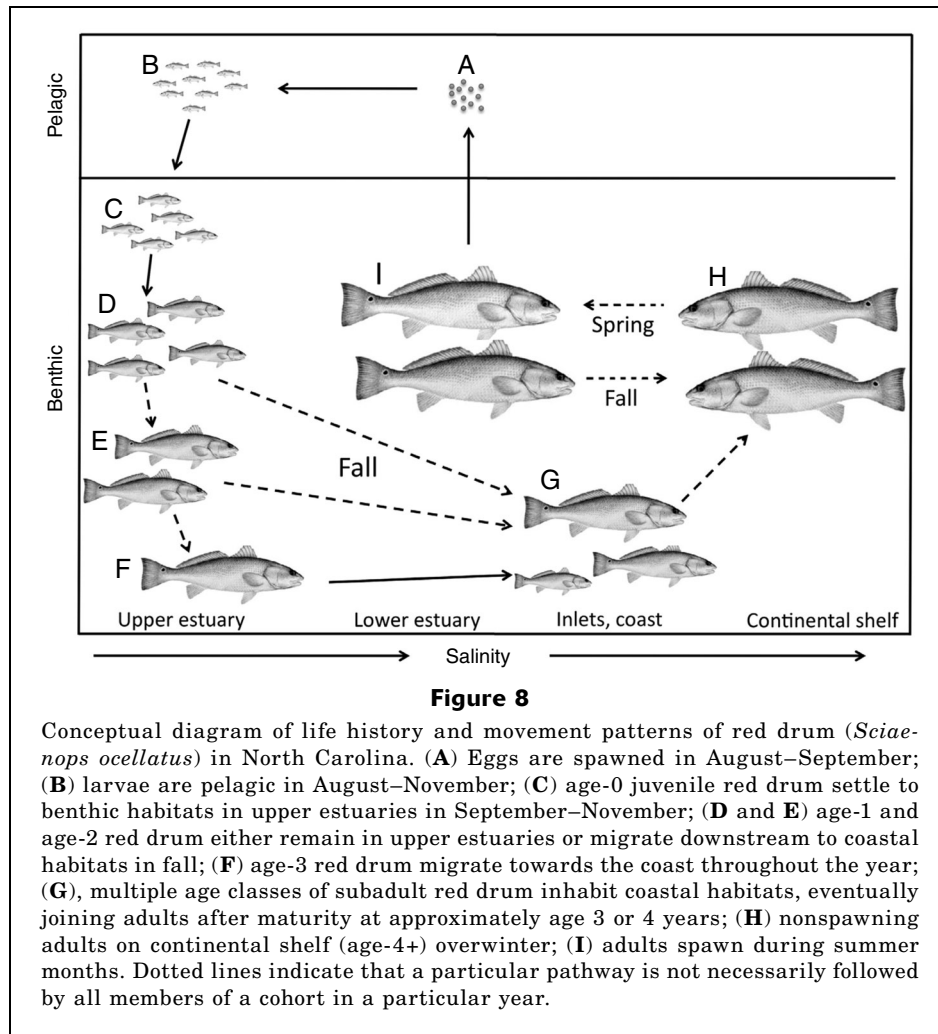 Pelagic
B
A
C
I
H
D
Spring
Benthic
Fall
E
Fall
G
F
Upper estuary Lower estuary Inlets, coast Continental shelf
Salinity
Figure 8
Conceptual diagram of life history and movement patterns of red drum (Sciae-
nops ocellatus) in North Carolina. (A) Eggs are spawned in August–September;
(B) larvae are pelagic in August–November; (C) age-0 juvenile red drum settle to
benthic habitats in upper estuaries in September–November; (D and E) age-1 and
age-2 red drum either remain in upper estuaries or migrate downstream to coastal
habitats in fall; (F) age-3 red drum migrate towards the coast throughout the year;
(G), multiple age classes of subadult red drum inhabit coastal habitats, eventually
joining adults after maturity at approximately age 3 or 4 years; (H) nonspawning
adults on continental shelf (age-4+) overwinter; (I) adults spawn during summer
months. Dotted lines indicate that a particular pathway is not necessarily followed
by all members of a cohort in a particular year.